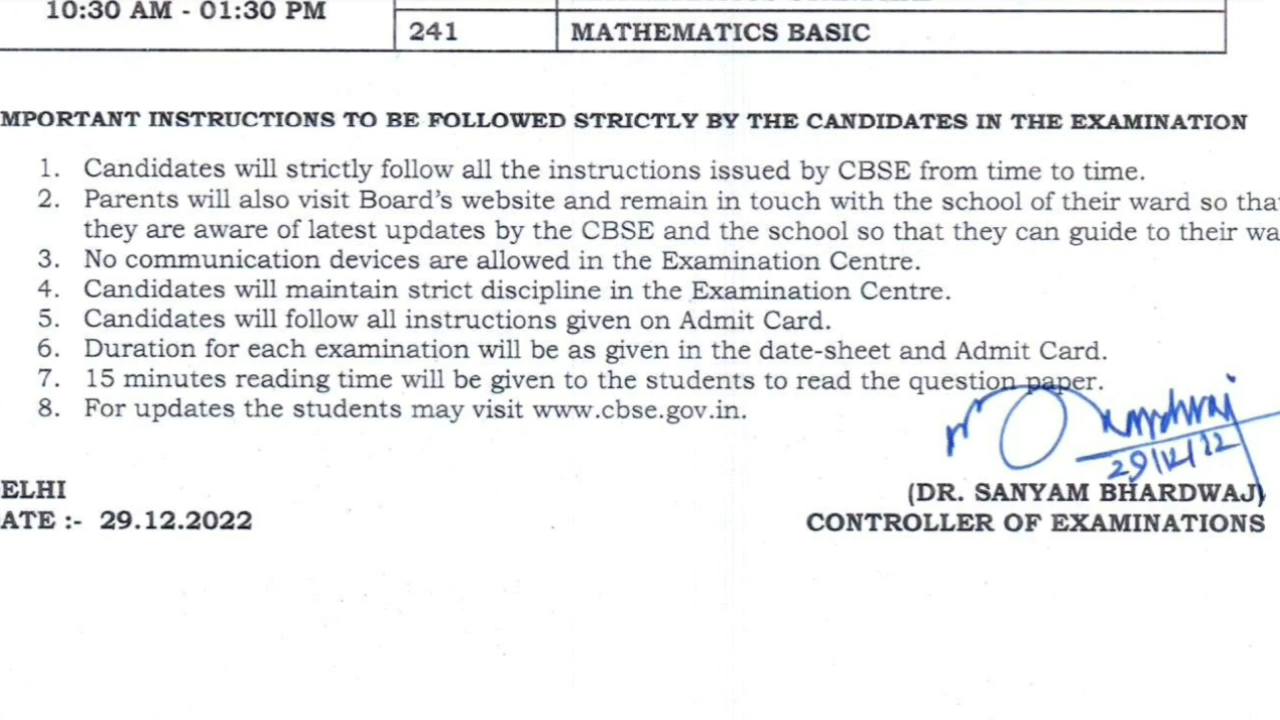 10:30 AM - 01:30 PM
241 MATHEMATICS BASIC
MPORTANT INSTRUCTIONS TO BE FOLLOWED STRICTLY BY THE CANDIDATES IN THE EXAMINATION
1. Candidates will strictly follow all the instructions issued by CBSE from time to time.
2. Parents will also visit Board's website and remain in touch with the school of their ward so that
they are aware of latest updates by the CBSE and the school so that they can guide to their wa
3. No communication devices are allowed in the Examination Centre.
4. Candidates will maintain strict discipline in the Examination Centre.
5. Candidates will follow all instructions given on Admit Card.
6. Duration for each examination will be as given in the date-sheet and Admit Card.
7. 15 minutes reading time will be given to the students to read the question paper.
8. For updates the students may visit www.cbse.gov.in.
29/12/22
ELHI
(DR. SANYAM BHARDWAJ)
ATE :- 29.12.2022
CONTROLLER OF EXAMINATIONS